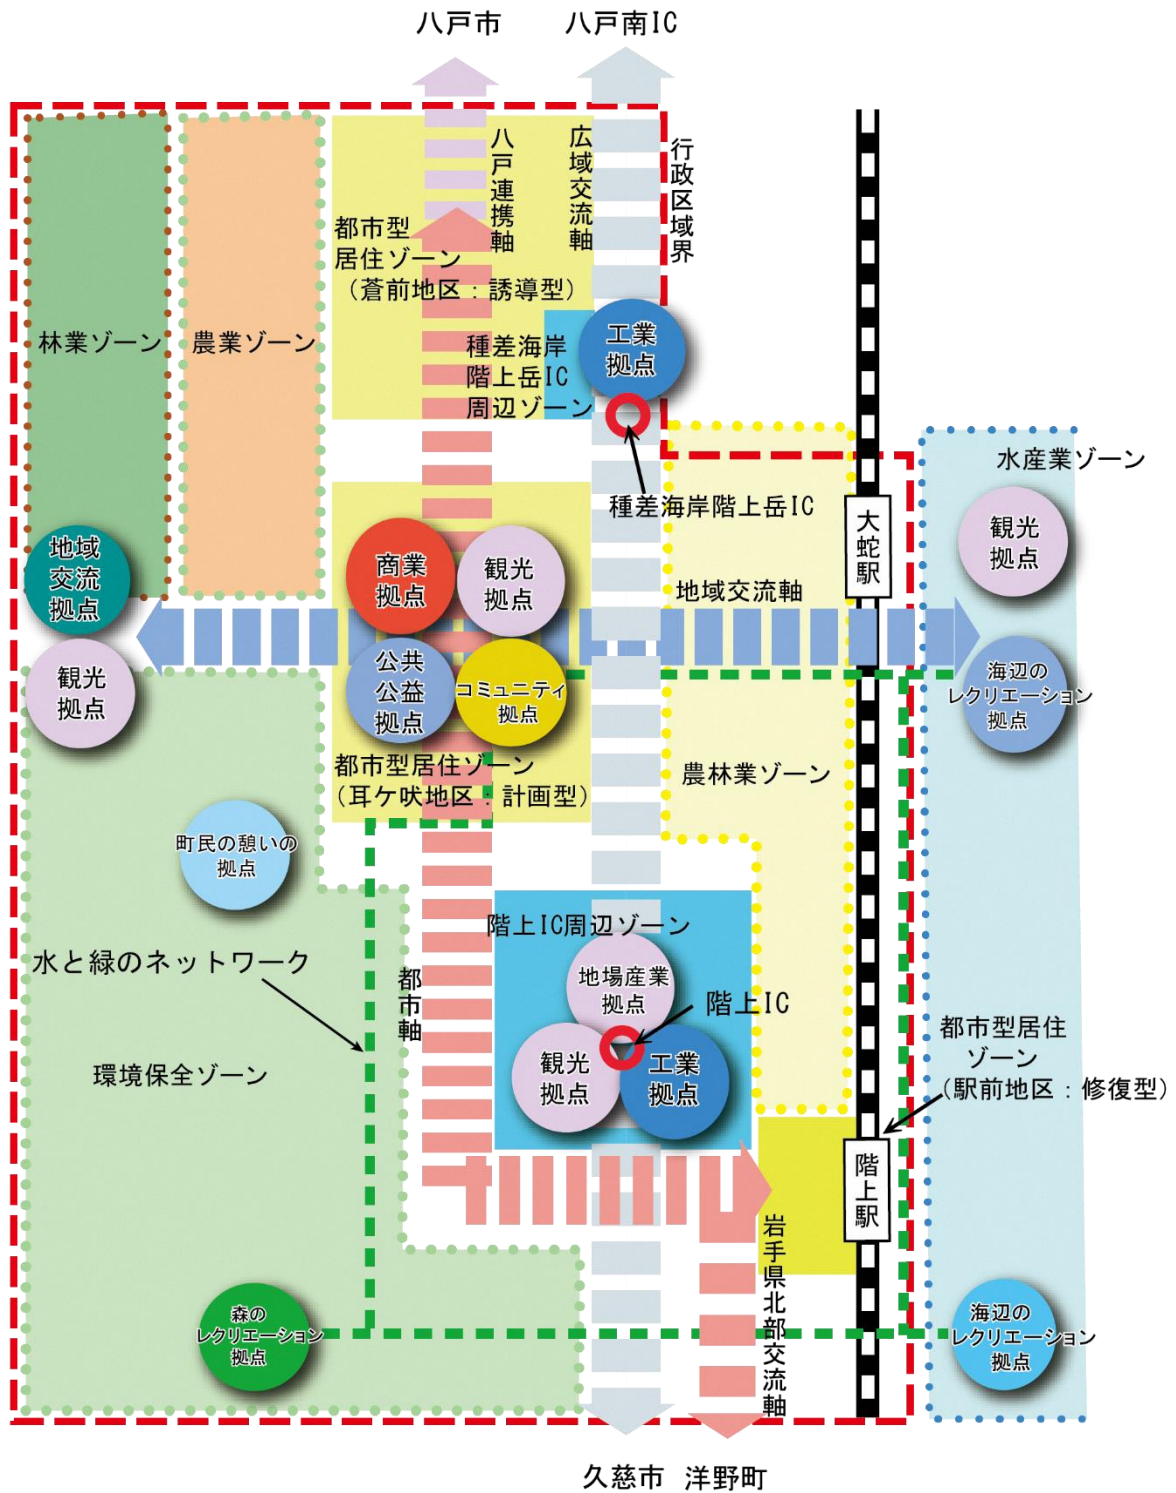 八戸市
八戸南IC
八戸連携軸
広域交流軸
行政区域界
都市型
居住ゾーン
（蒼前地区：誘導型）
林業ゾーン
農業ゾーン
種差海岸
階上岳IC
周辺ゾーン
工業
拠点
種差海岸階上岳IC
水産業ゾーン
観光
拠点
大蛇駅
地域
交流
拠点
商業
拠点
観光
拠点
地域交流軸
観光
拠点
公共
公益
拠点
コミュニティ
拠点
海辺の
レクリエーション
拠点
都市型居住ゾーン
（耳ケ吠地区：計画型）
農林業ゾーン
町民の憩いの
拠点
水と緑のネットワーク
都市軸
階上IC周辺ゾーン
地場産業
拠点
階上IC
観光
拠点
工業
拠点
環境保全ゾーン
都市型居住
ゾーン
（駅前地区：修復型）
階上駅
岩手県北部交流軸
森の
レクリエーション
拠点
海辺の
レクリエーション
拠点
久慈市
洋野町